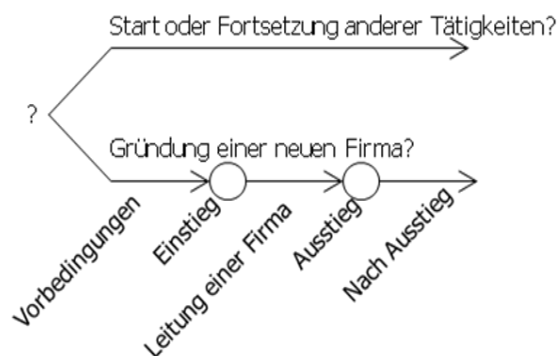 Start oder Fortsetzung anderer Tätigkeiten?
?
Gründung einer neuen Firma?
Vorbedingungen
Einstieg
Leitung einer Firma
Ausstieg
Nach Ausstieg